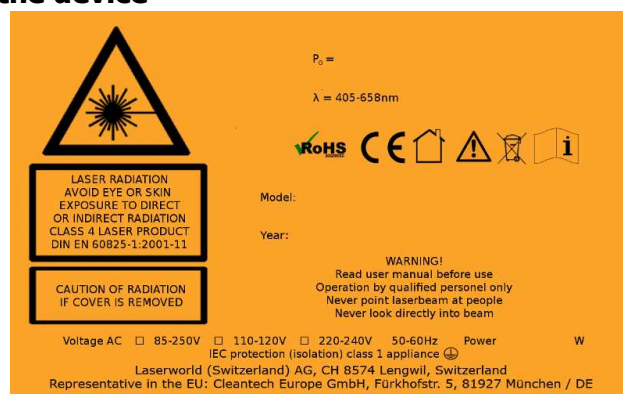 the device
P₀ =
λ = 405-658nm
RoHS CE i
LASER RADIATION
AVOID EYE OR SKIN
EXPOSURE TO DIRECT
OR INDIRECT RADIATION
CLASS 4 LASER PRODUCT
DIN EN 60825-1:2001-11
CAUTION OF RADIATION
IF COVER IS REMOVED
Model:
Year:
WARNING!
Read user manual before use
Operation by qualified personel only
Never point laserbeam at people
Never look directly into beam
Voltage AC □ 85-250V □ 110-120V □ 220-240V 50-60Hz Power W
IEC protection (isolation) class 1 appliance
Laserworld (Switzerland) AG, CH 8574 Lengwil, Switzerland
Representative in the EU: Cleantech Europe GmbH, Fürkhofstr. 5, 81927 München / DE